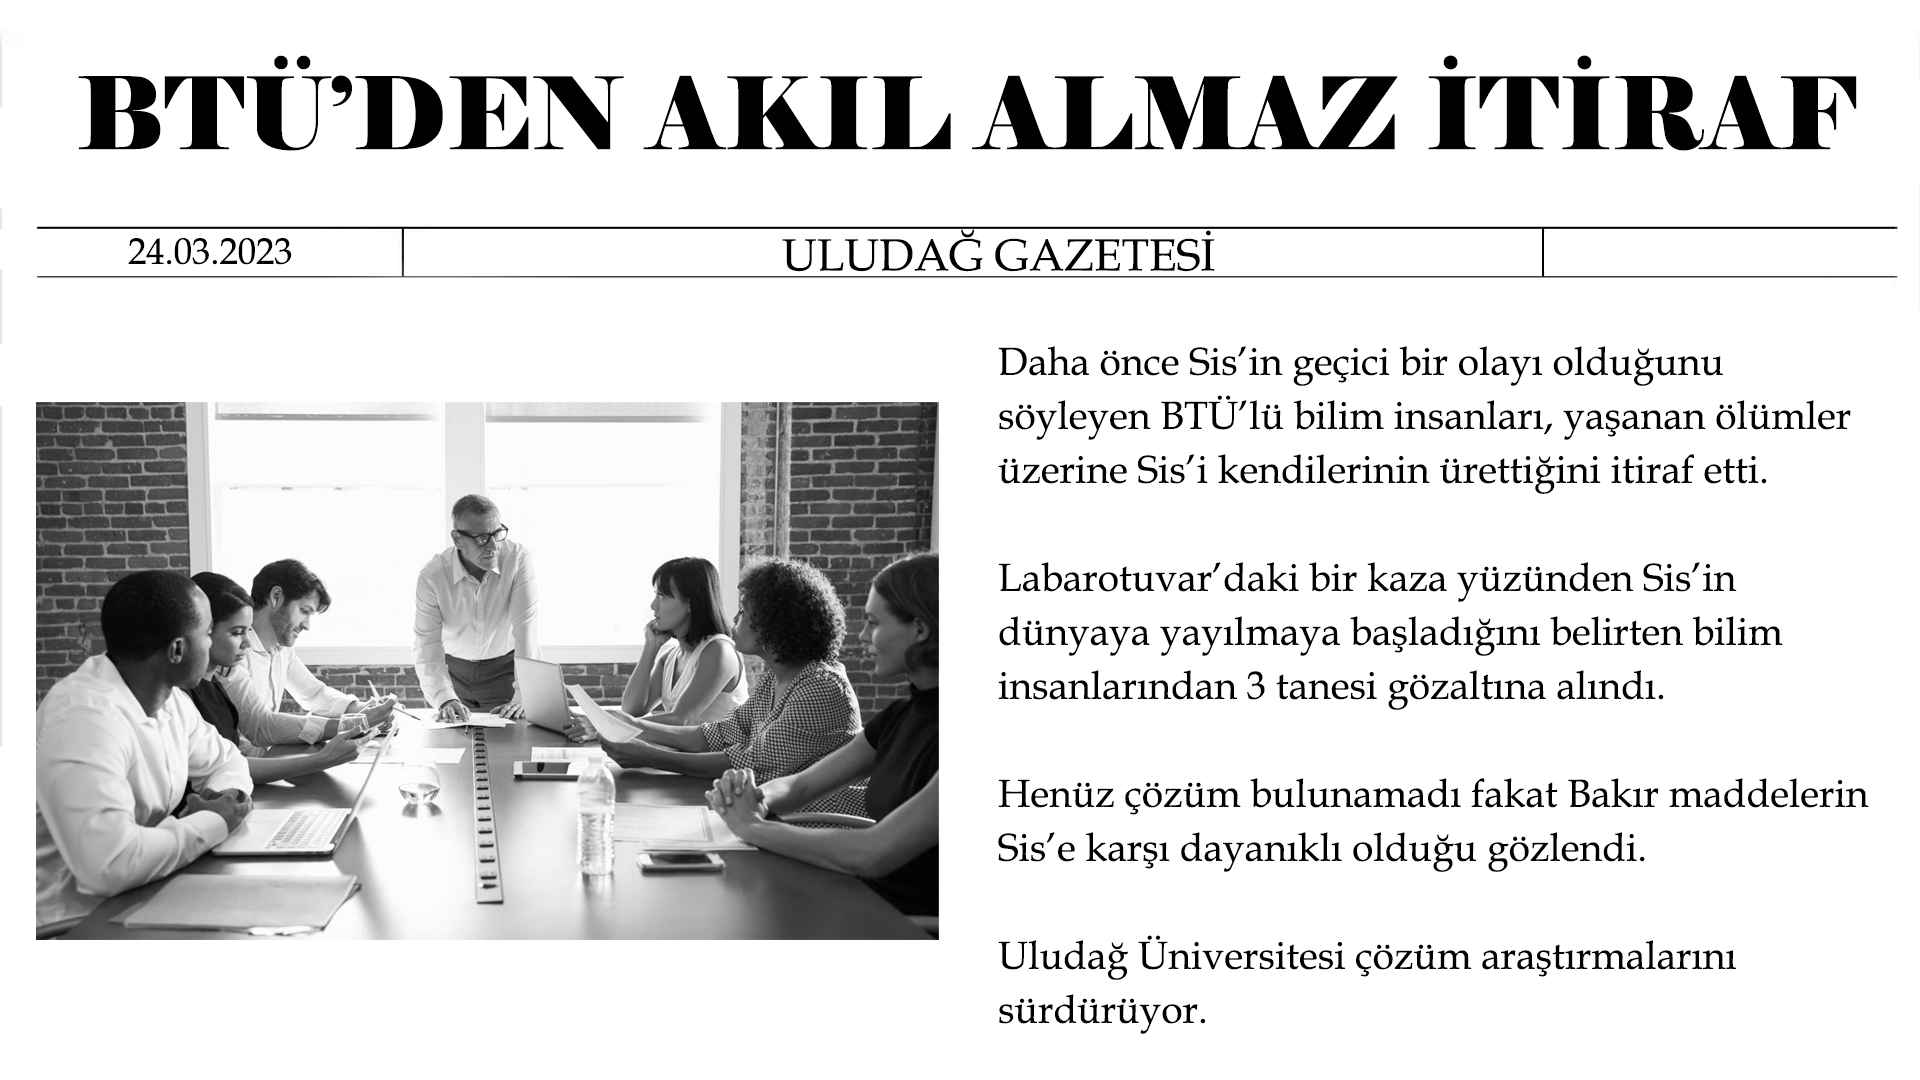 BTÜ’DEN AKIL ALMAZ İTİRAF
24.03.2023
ULUDAĞ GAZETESİ
Daha önce Sis’in geçici bir olayı olduğunu
söyleyen BTÜ’lü bilim insanları, yaşanan ölümler
üzerine Sis’i kendilerinin ürettiğini itiraf etti.
Labarotuvar’daki bir kaza yüzünden Sis’in
dünyaya yayılmaya başladığını belirten bilim
insanlarından 3 tanesi gözaltına alındı.
Henüz çözüm bulunamadı fakat Bakır maddelerin
Sis’e karşı dayanıklı olduğu gözlendi.
Uludağ Üniversitesi çözüm araştırmalarını
sürdürüyor.